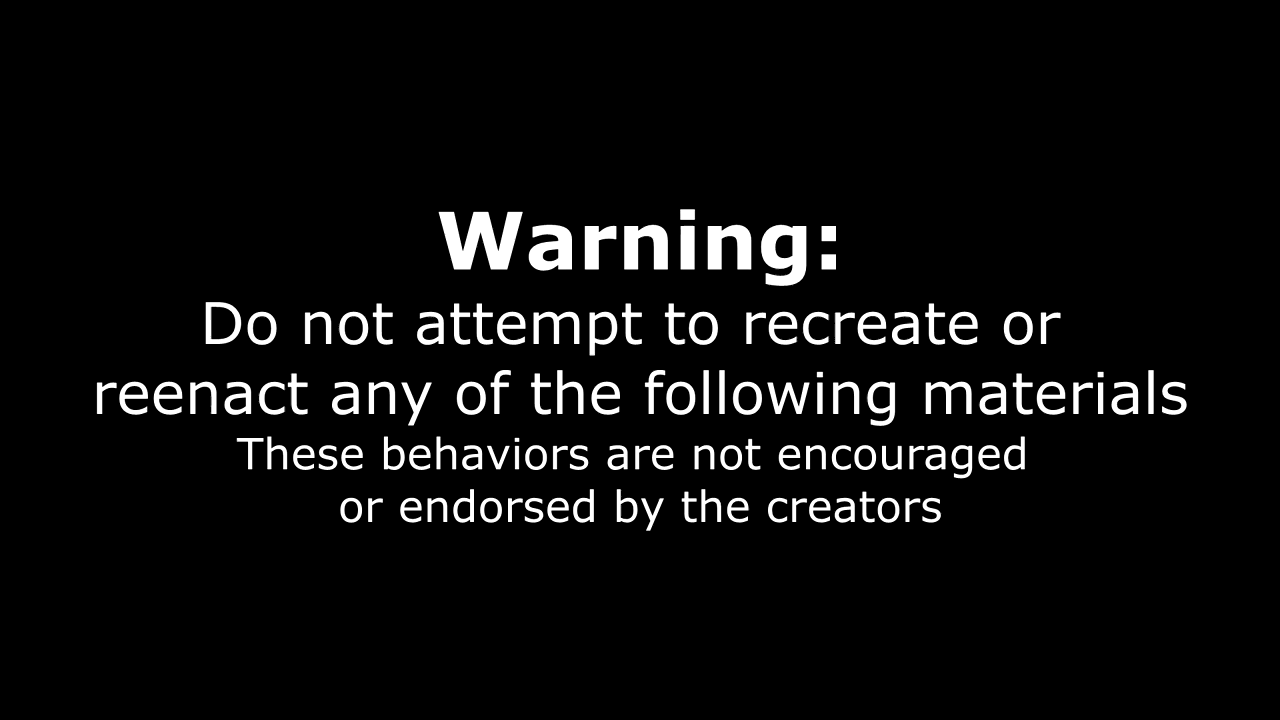 Warning:
Do not attempt to recreate or
reenact any of the following materials
These behaviors are not encouraged
or endorsed by the creators